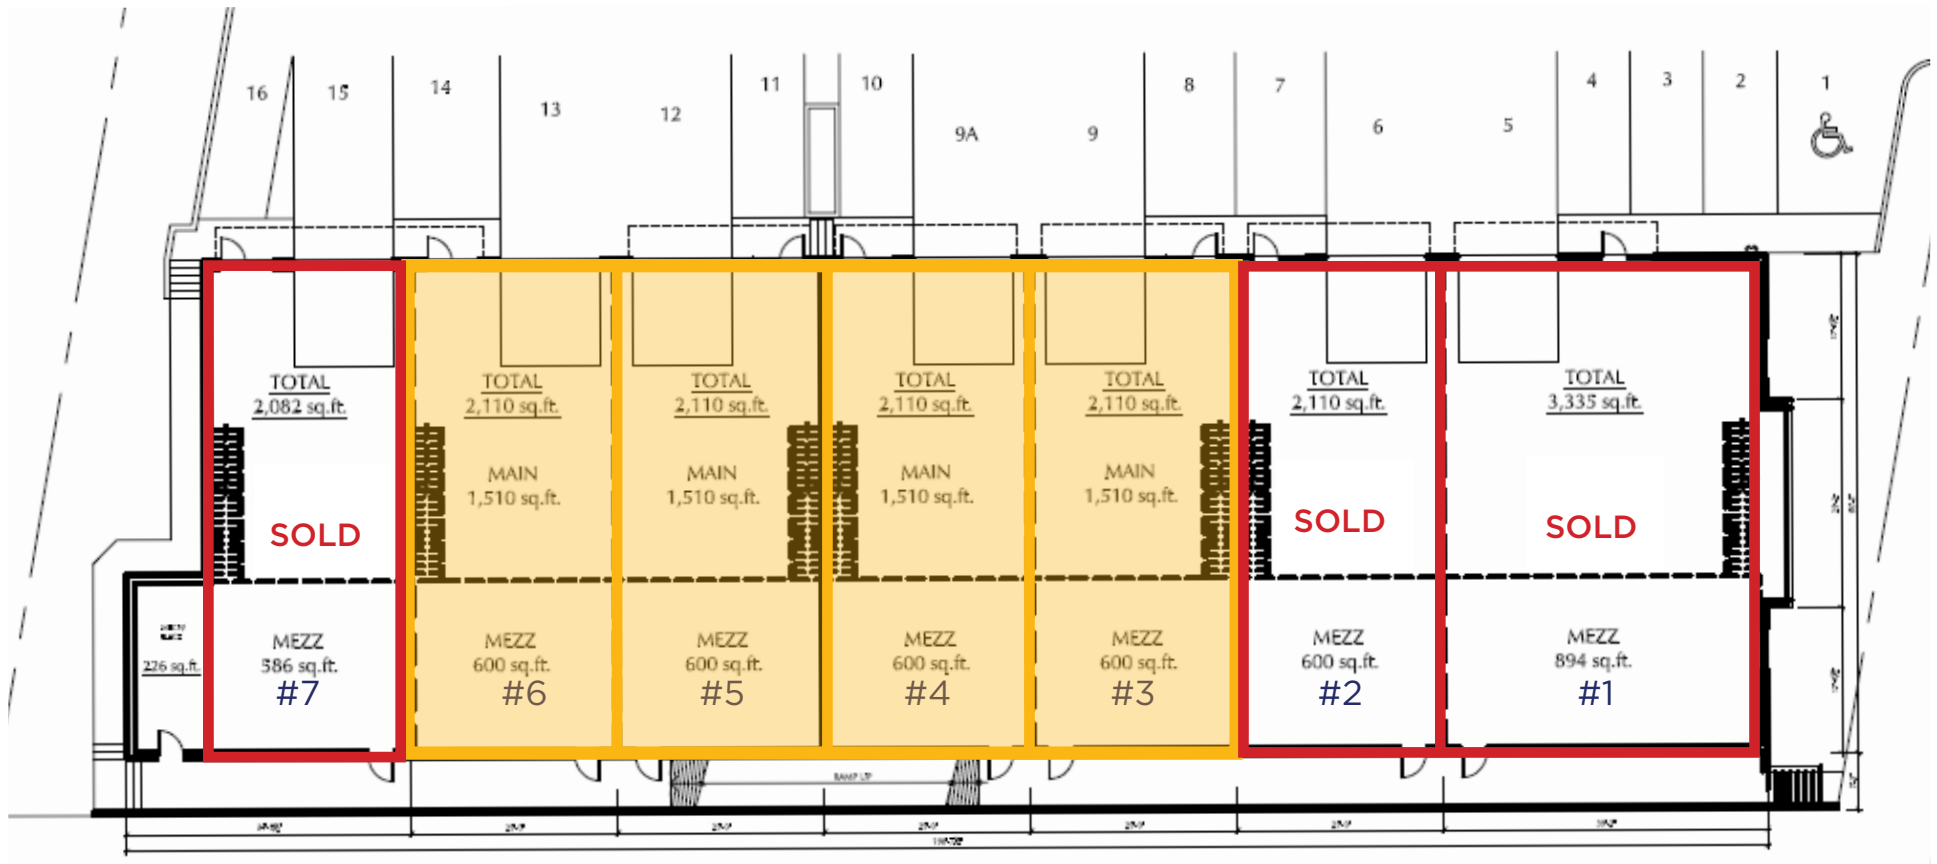 16
15
14
13
12
11
10
9A
9
8
7
6
5
4
3
2
1
TOTAL
2,082 sq.ft.
SOLD
MEZZ
586 sq.ft.
#7
226 sq.ft.
TOTAL
2,110 sq.ft.
MAIN
1,510 sq.ft.
MEZZ
600 sq.ft.
#6
TOTAL
2,110 sq.ft.
MAIN
1,510 sq.ft.
MEZZ
600 sq.ft.
#5
TOTAL
2,110 sq.ft.
MAIN
1,510 sq.ft.
MEZZ
600 sq.ft.
#4
TOTAL
2,110 sq.ft.
MAIN
1,510 sq.ft.
MEZZ
600 sq.ft.
#3
TOTAL
2,110 sq.ft.
SOLD
MEZZ
600 sq.ft.
#2
TOTAL
3,335 sq.ft.
SOLD
MEZZ
894 sq.ft.
#1
RAMP UP